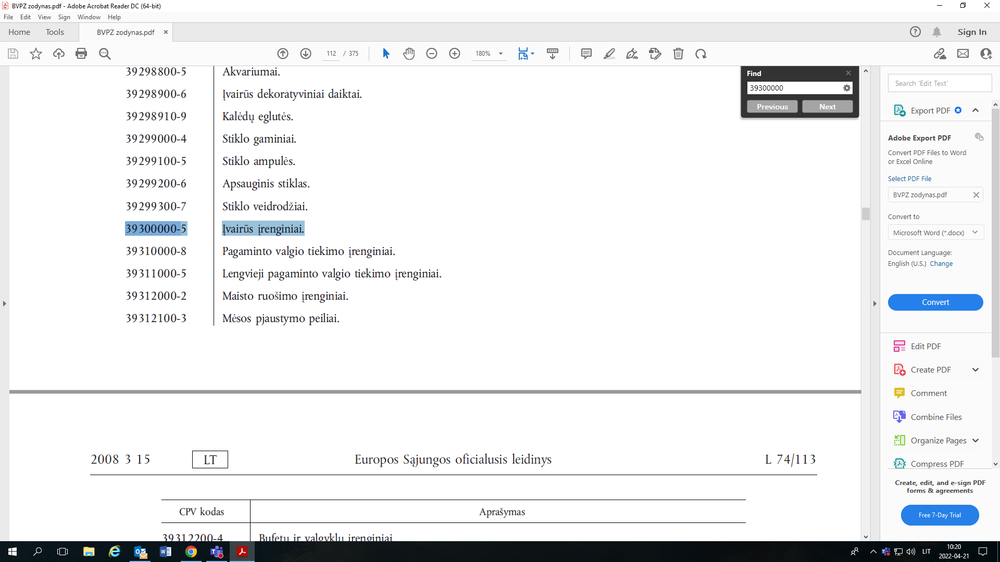 BVPZ zodynas.pdf - Adobe Acrobat Reader DC (64-bit)
File Edit View Sign Window Help
Home Tools BVPZ zodynas.pdf Sign In
112 / 375 180%
39298800-5 Akvariumai.
39298900-6 Įvairūs dekoratyviniai daiktai.
39298910-9 Kalėdų eglutės.
39299000-4 Stiklo gaminiai.
39299100-5 Stiklo ampulės.
39299200-6 Apsauginis stiklas.
39299300-7 Stiklo veidrodžiai.
39300000-5 Įvairūs įrenginiai.
39310000-8 Pagaminto valgio tiekimo įrenginiai.
39311000-5 Lengvieji pagaminto valgio tiekimo įrenginiai.
39312000-2 Maisto ruošimo įrenginiai.
39312100-3 Mėsos pjaustymo peiliai.
2008 3 15 LT Europos Sąjungos oficialusis leidinys L 74/113
CPV kodas Aprašymas
39312200-4 Bufetų ir valgyklų įrenginiai.
Find
39300000
Previous Next
Search 'Edit Text'
Export PDF
Adobe Export PDF
Convert PDF Files to Word
or Excel Online
Select PDF File
BVPZ zodynas.pdf
Convert to
Microsoft Word (*.docx)
Document Language:
English (U.S.) Change
Convert
Edit PDF
Create PDF
Comment
Combine Files
Organize Pages
Compress PDF
Create, edit, and e-sign PDF
forms & agreements
Free 7-Day Trial
LIT
10:20
2022-04-21